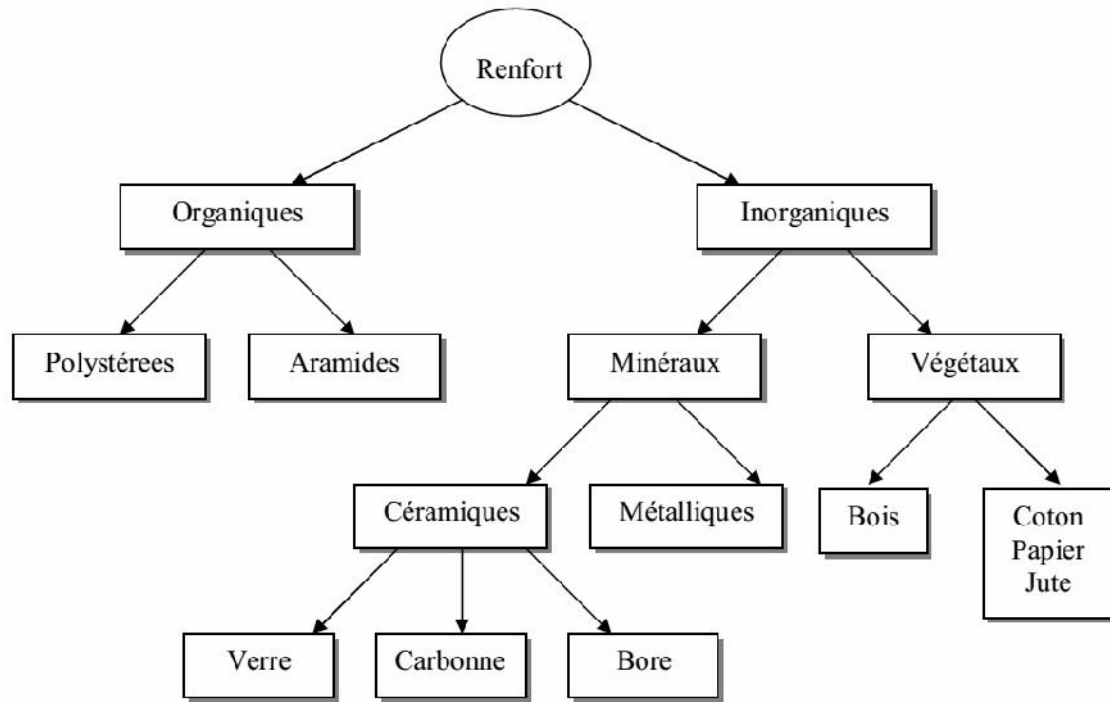 Renfort
Organiques
Inorganiques
Polystérees
Aramides
Minéraux
Végétaux
Céramiques
Métalliques
Bois
Coton
Papier
Jute
Verre
Carbonne
Bore